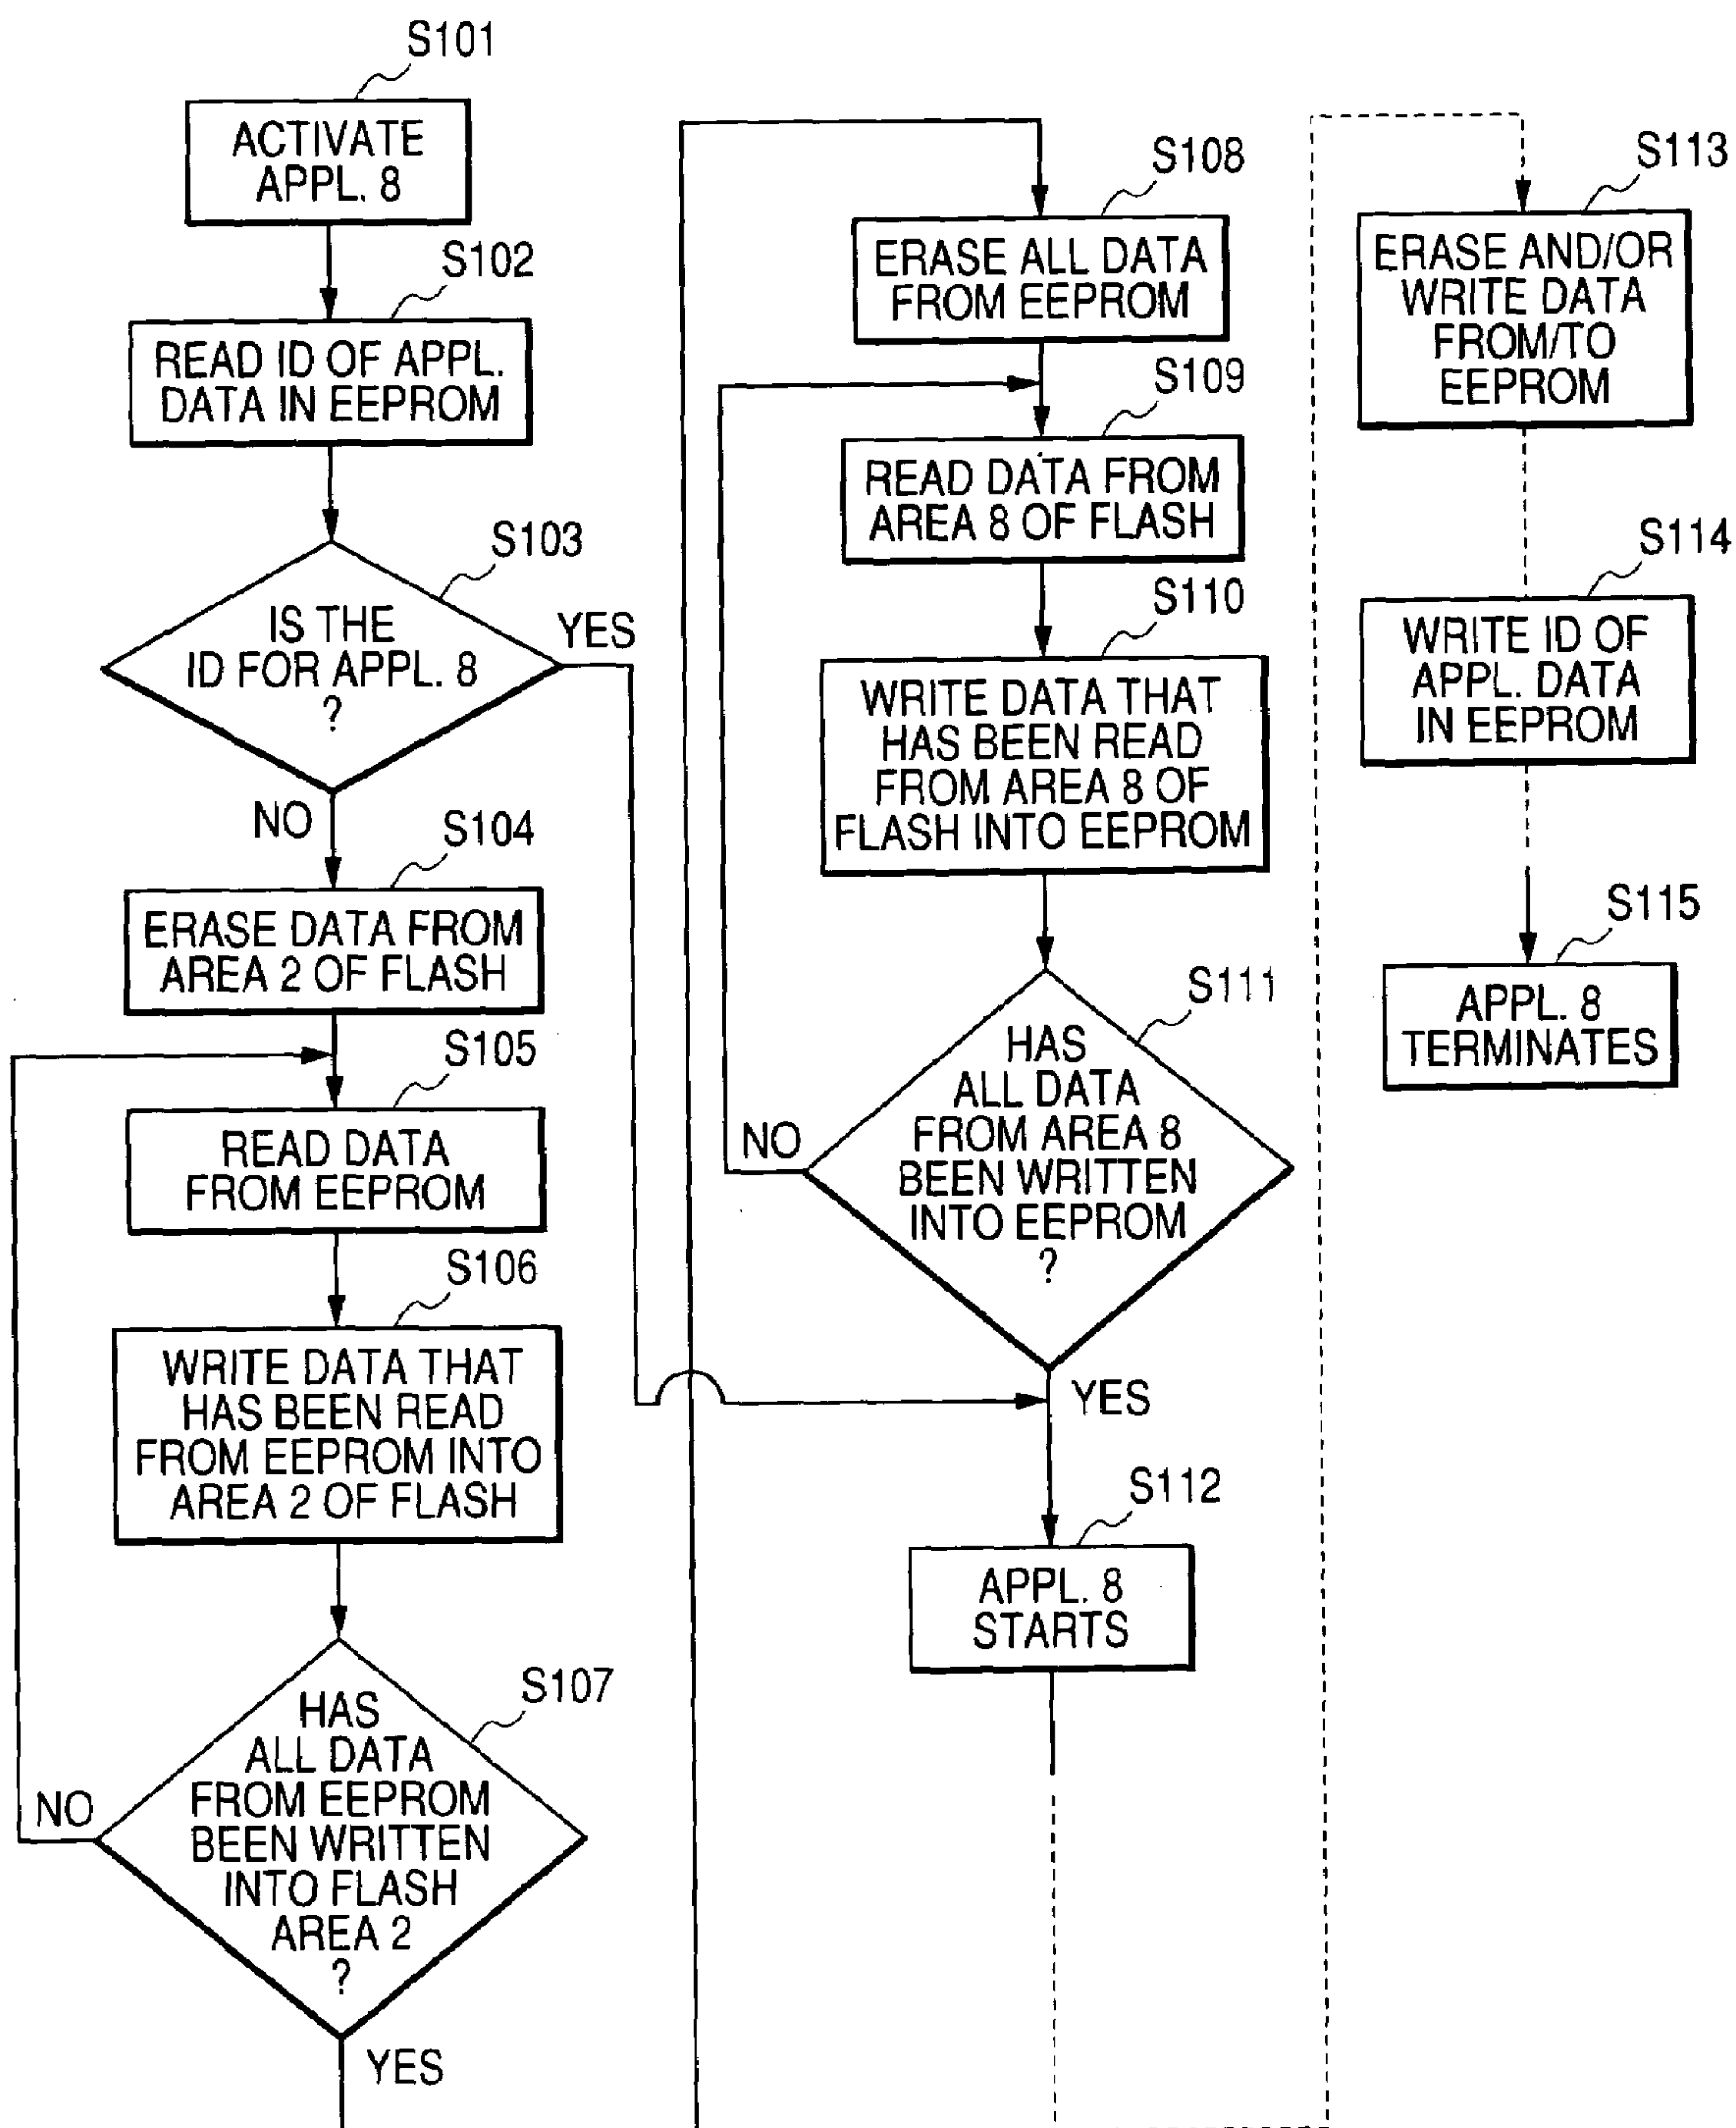 S101
ACTIVATE
APPL. 8
S102
READ ID OF APPL.
DATA IN EEPROM
S103
IS THE
ID FOR APPL. 8
?
YES
NO
S104
ERASE DATA FROM
AREA 2 OF FLASH
S105
READ DATA
FROM EEPROM
S106
WRITE DATA THAT
HAS BEEN READ
FROM EEPROM INTO
AREA 2 OF FLASH
S107
HAS
ALL DATA
FROM EEPROM
BEEN WRITTEN
INTO FLASH
AREA 2
?
NO
YES
S108
ERASE ALL DATA
FROM EEPROM
S109
READ DATA FROM
AREA 8 OF FLASH
S110
WRITE DATA THAT
HAS BEEN READ
FROM AREA 8 OF
FLASH INTO EEPROM
S111
HAS
ALL DATA
FROM AREA 8
BEEN WRITTEN
INTO EEPROM
?
NO
YES
S112
APPL. 8
STARTS
S113
ERASE AND/OR
WRITE DATA
FROM/TO
EEPROM
S114
WRITE ID OF
APPL. DATA
IN EEPROM
S115
APPL. 8
TERMINATES